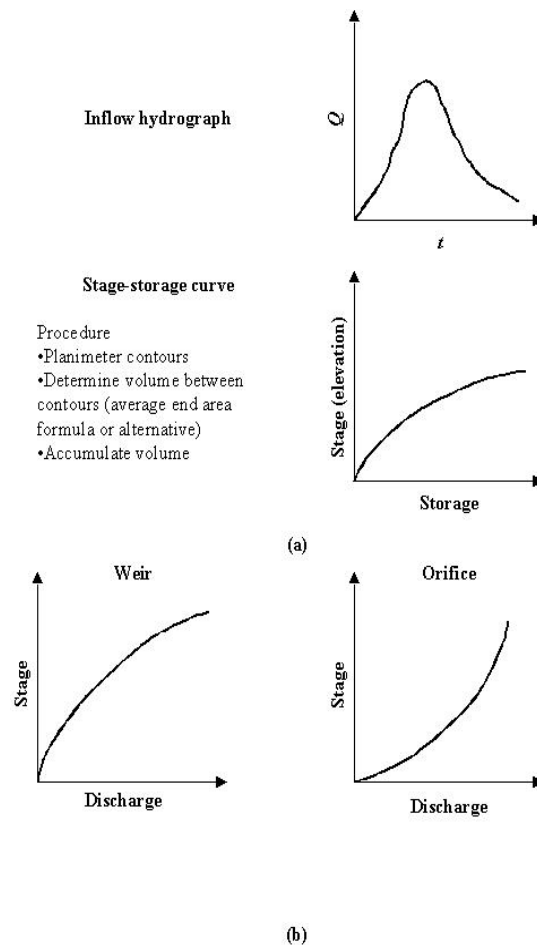 Inflow hydrograph
Q
t
Stage-storage curve
Procedure
•Planimeter contours
•Determine volume between
contours (average end area
formula or alternative)
•Accumulate volume
Stage (elevation)
Storage
(a)
Weir
Stage
Discharge
Orifice
Stage
Discharge
(b)